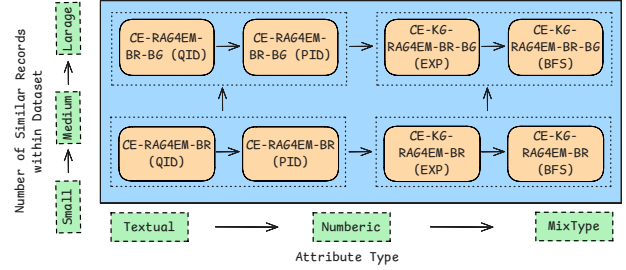 Number of Similar Records
within Dataset
Larage
Medium
Small
CE-RAG4EM-
BR-BG (QID)
CE-RAG4EM-
BR-BG (PID)
CE-KG-
RAG4EM-BR-BG
(EXP)
CE-KG-
RAG4EM-BR-BG
(BFS)
CE-RAG4EM-BR
(QID)
CE-RAG4EM-BR
(PID)
CE-KG-
RAG4EM-BR
(EXP)
CE-KG-
RAG4EM-BR
(BFS)
Textual
Numberic
MixType
Attribute Type